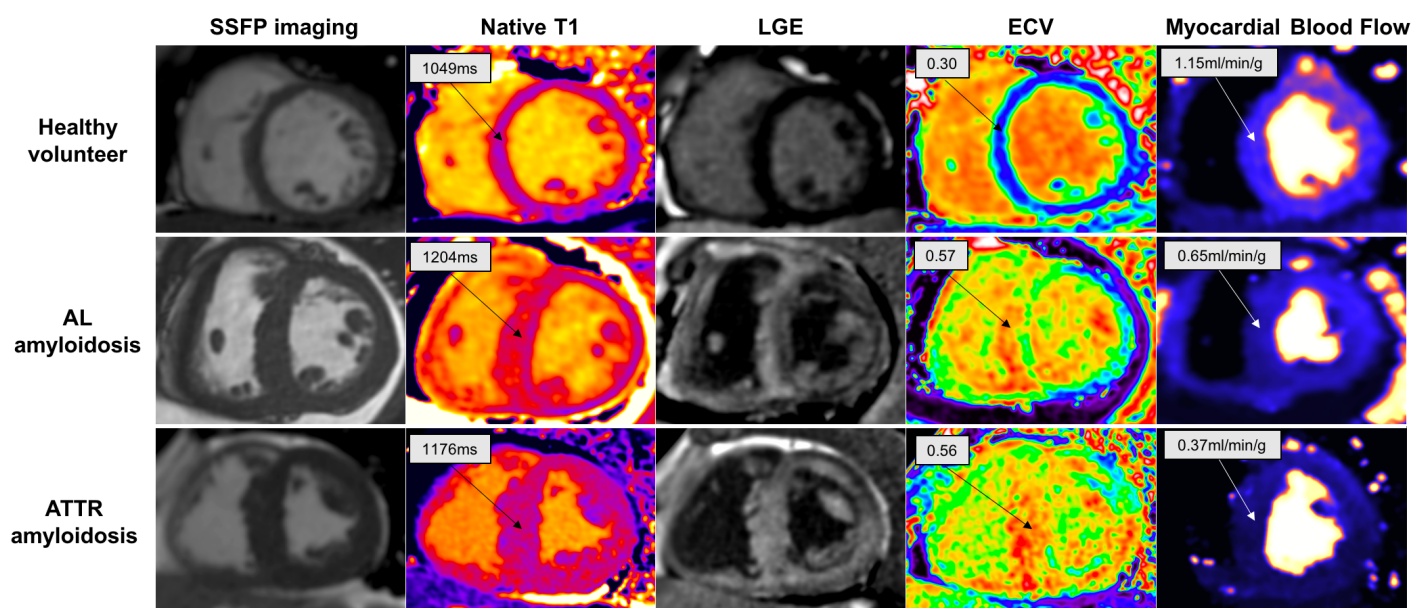 SSFP imaging Native T1 LGE ECV Myocardial Blood Flow
Healthy
volunteer
1049ms 0.30 1.15ml/min/g
AL
amyloidosis
1204ms 0.57 0.65ml/min/g
ATTR
amyloidosis
1176ms 0.56 0.37ml/min/g